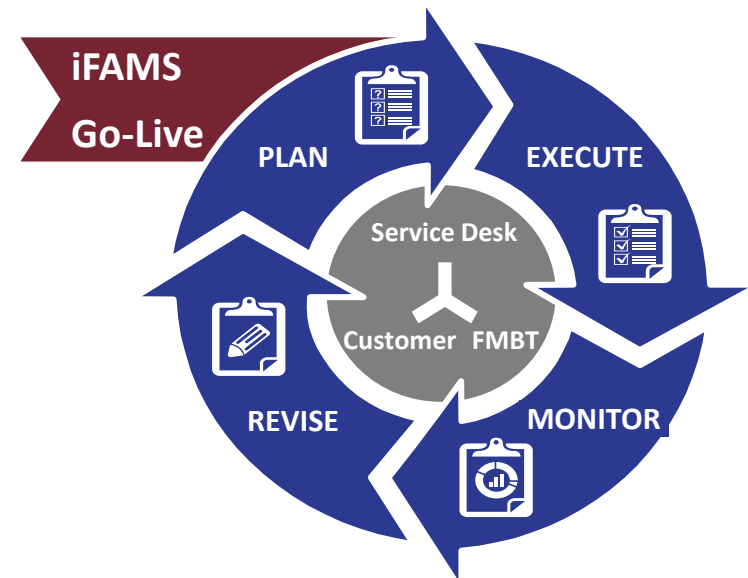 iFAMS
Go-Live
PLAN
EXECUTE
Service Desk
Customer FMBT
REVISE
MONITOR